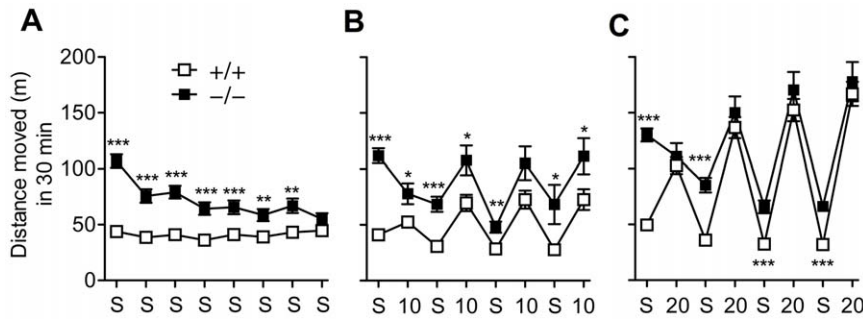 A
B
C
Distance moved (m)
in 30 min
200
150
100
50
0
+/+
−/−
*** *** *** *** *** ** **
*** * *** * ** * *
*** *** *** ***
S S S S S S S S
S 10 S 10 S 10 S 10
S 20 S 20 S 20 S 20